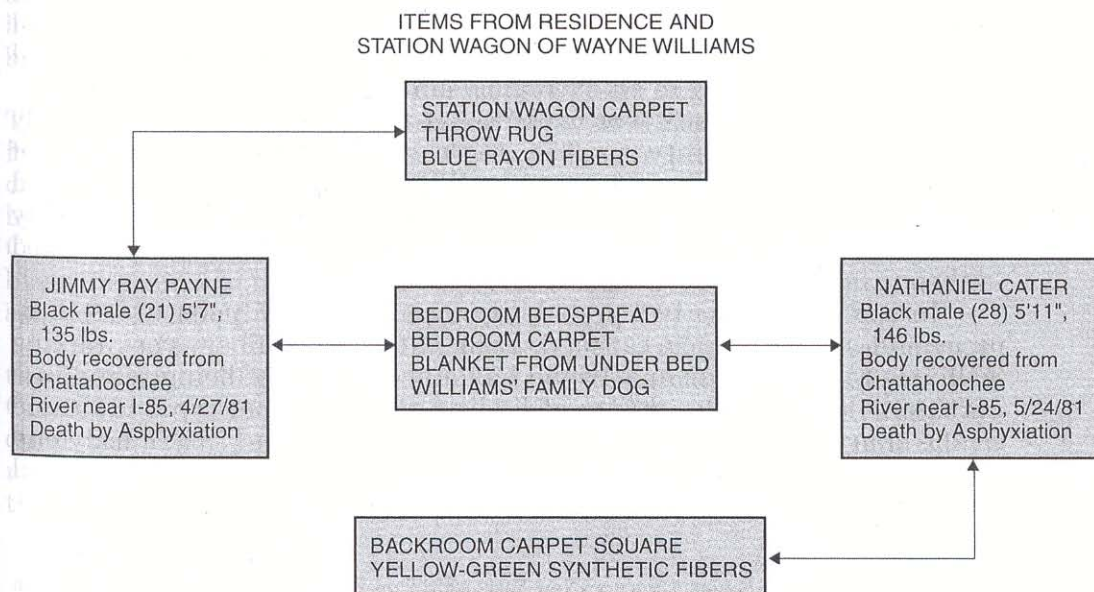 ITEMS FROM RESIDENCE AND
STATION WAGON OF WAYNE WILLIAMS
STATION WAGON CARPET
THROW RUG
BLUE RAYON FIBERS
JIMMY RAY PAYNE
Black male (21) 5'7",
135 lbs.
Body recovered from
Chattahoochee
River near I-85, 4/27/81
Death by Asphyxiation
BEDROOM BEDSPREAD
BEDROOM CARPET
BLANKET FROM UNDER BED
WILLIAMS' FAMILY DOG
NATHANIEL CATER
Black male (28) 5'11",
146 lbs.
Body recovered from
Chattahoochee
River near I-85, 5/24/81
Death by Asphyxiation
BACKROOM CARPET SQUARE
YELLOW-GREEN SYNTHETIC FIBERS